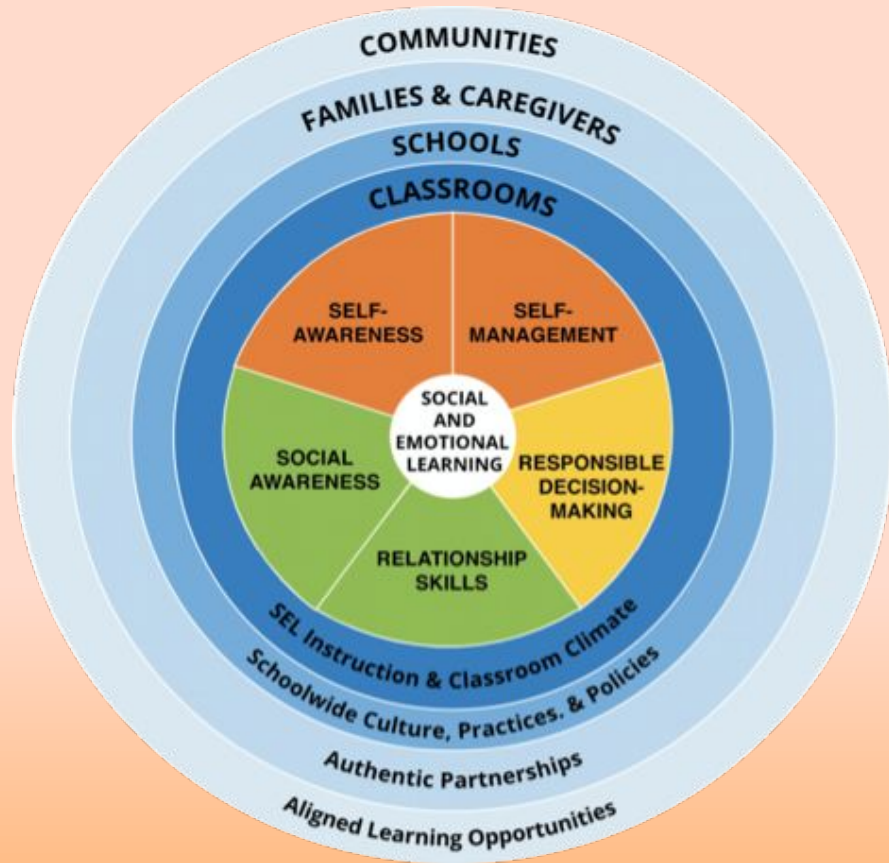 COMMUNITIES
FAMILIES & CAREGIVERS
SCHOOLS
CLASSROOMS
SELF-
AWARENESS
SELF-
MANAGEMENT
SOCIAL
AND
EMOTIONAL
LEARNING
SOCIAL
AWARENESS
RESPONSIBLE
DECISION-
MAKING
RELATIONSHIP
SKILLS
SEL Instruction & Classroom Climate
Schoolwide Culture, Practices. & Policies
Authentic Partnerships
Aligned Learning Opportunities